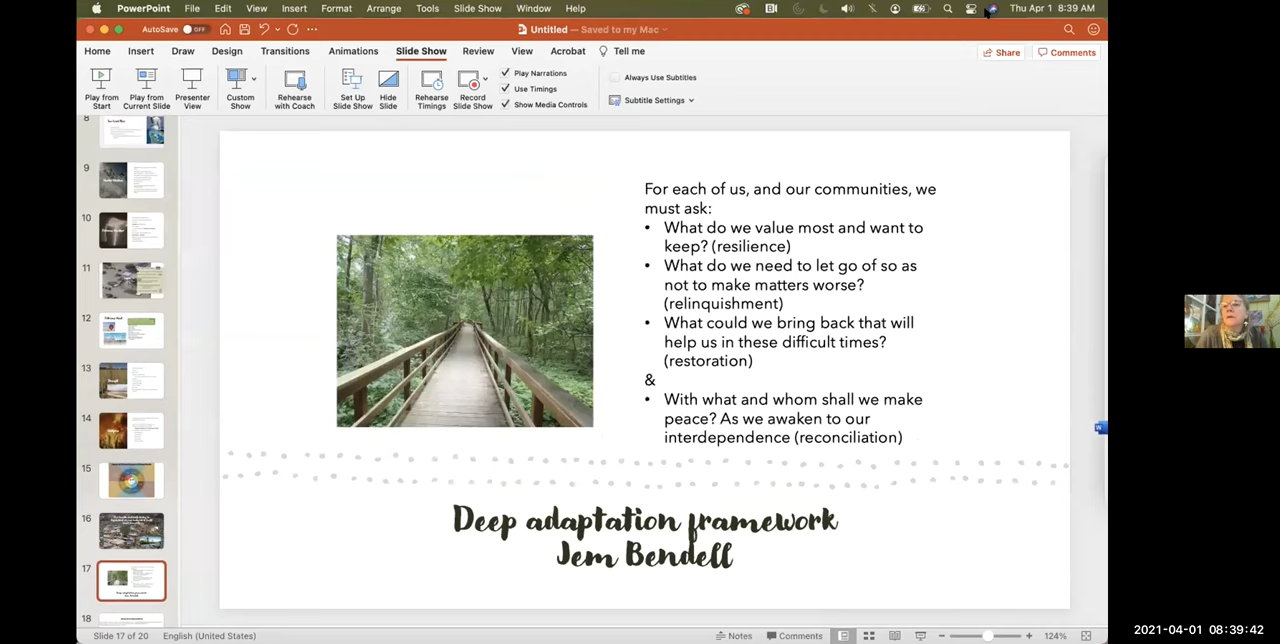 PowerPoint File Edit View Insert Format Arrange Tools Slide Show Window Help Thu Apr 1 8:39 AM
AutoSave OFF Untitled — Saved to my Mac
Home Insert Draw Design Transitions Animations Slide Show Review View Acrobat Tell me Share Comments
Play from Start
Play from Current Slide
Presenter View
Custom Show
Rehearse with Coach
Set Up Slide Show
Hide Slide
Rehearse Timings
Record Slide Show
Play Narrations
Use Timings
Show Media Controls
Always Use Subtitles
Subtitle Settings
8
9
10
11
12
13
14
15
16
17
18
For each of us, and our communities, we
must ask:
• What do we value most and want to
keep? (resilience)
• What do we need to let go of so as
not to make matters worse?
(relinquishment)
• What could we bring back that will
help us in these difficult times?
(restoration)
&
• With what and whom shall we make
peace? As we awaken to our
interdependence (reconciliation)
Deep adaptation framework
Jem Bendell
Slide 17 of 20 English (United States) Notes Comments 124%
2021-04-01 08:39:42